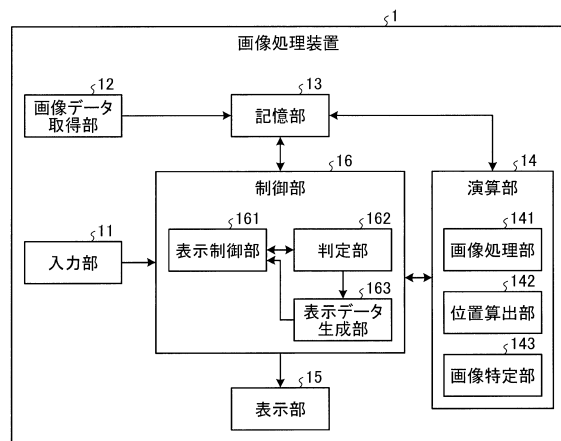 1
画像処理装置
12
画像データ
取得部
13
記憶部
16
制御部
161
表示制御部
162
判定部
163
表示データ
生成部
11
入力部
14
演算部
141
画像処理部
142
位置算出部
143
画像特定部
15
表示部